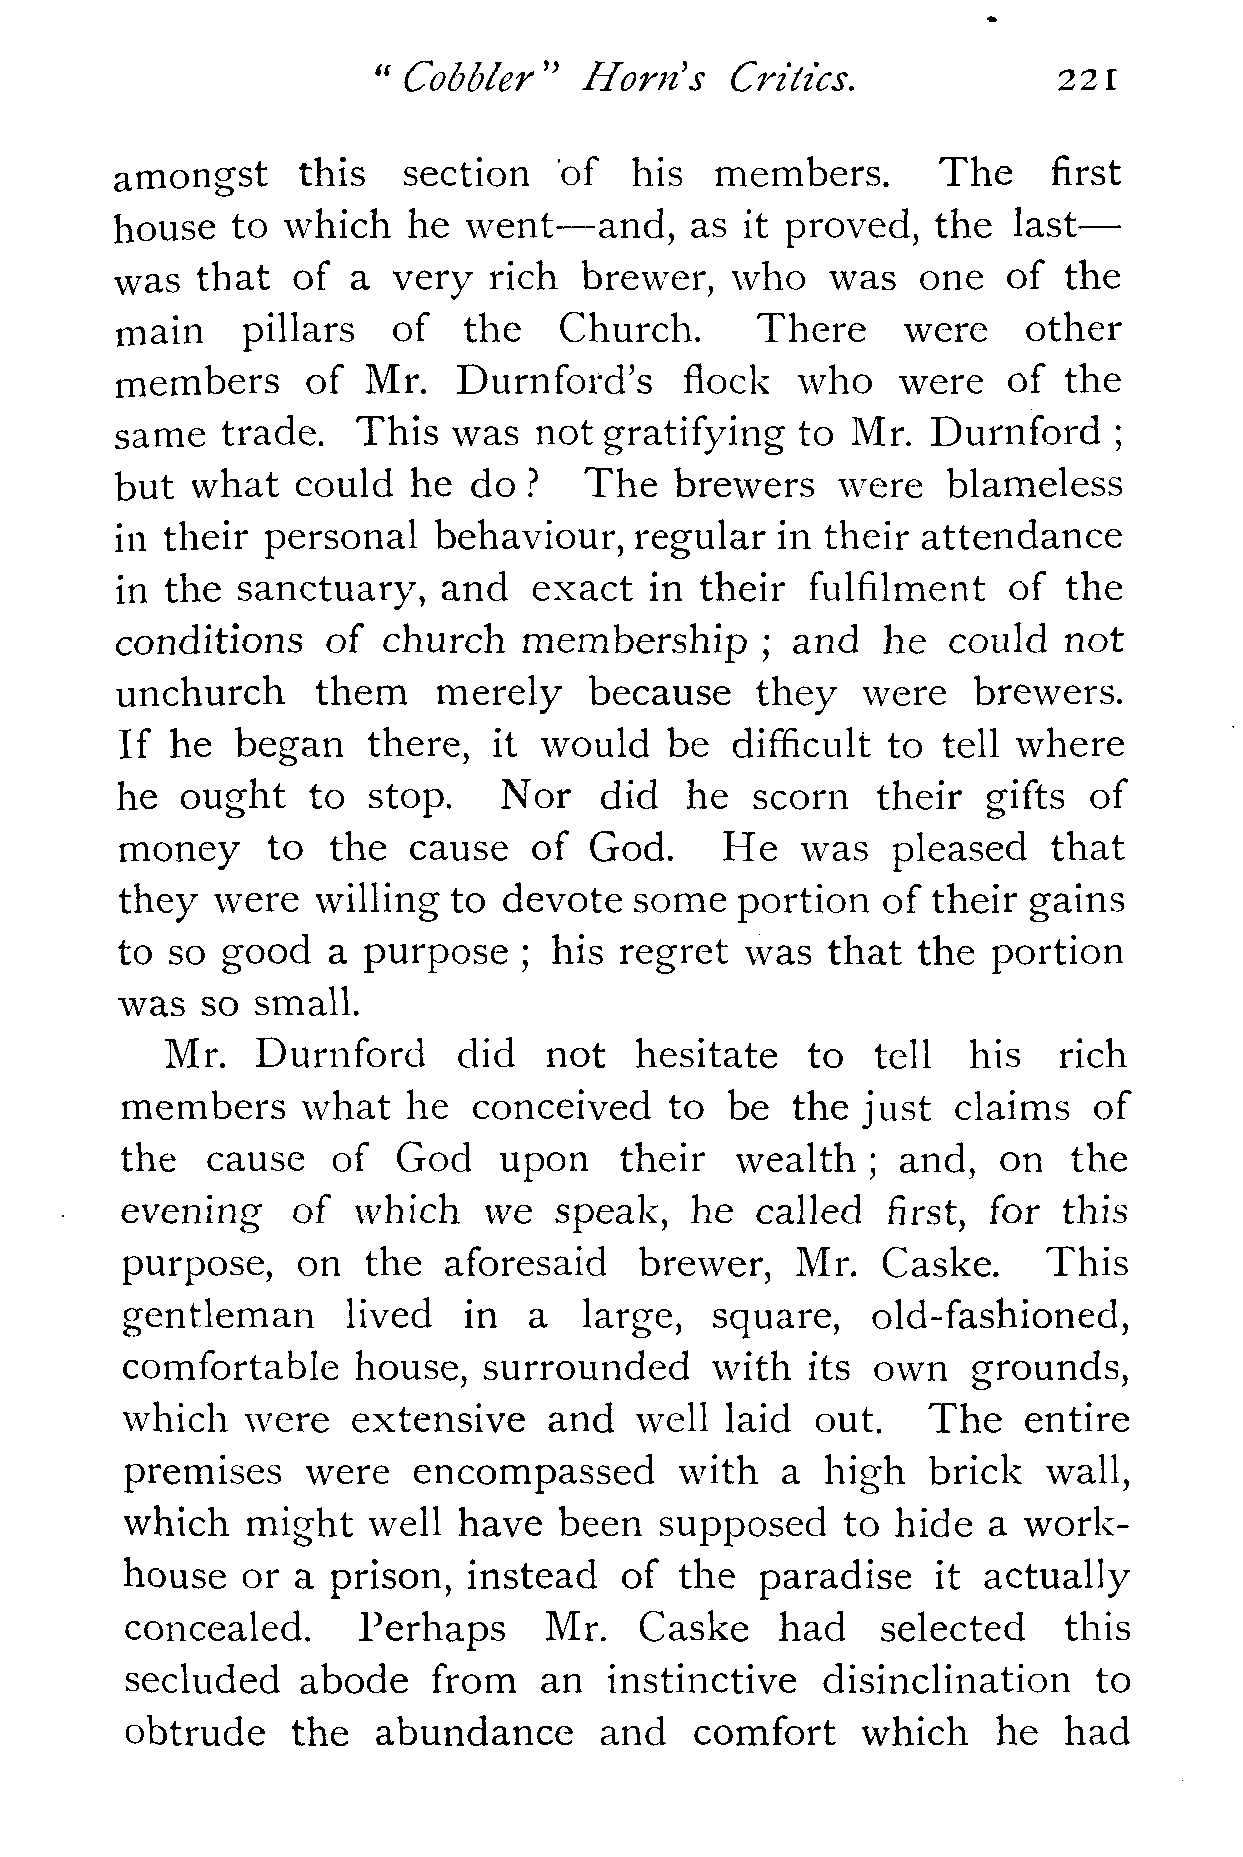 “ Cobbler ” Horn’s Critics. 221
amongst this section of his members. The first
house to which he went—and, as it proved, the last—
was that of a very rich brewer, who was one of the
main pillars of the Church. There were other
members of Mr. Durnford’s flock who were of the
same trade. This was not gratifying to Mr. Durnford ;
but what could he do ? The brewers were blameless
in their personal behaviour, regular in their attendance
in the sanctuary, and exact in their fulfilment of the
conditions of church membership ; and he could not
unchurch them merely because they were brewers.
If he began there, it would be difficult to tell where
he ought to stop. Nor did he scorn their gifts of
money to the cause of God. He was pleased that
they were willing to devote some portion of their gains
to so good a purpose ; his regret was that the portion
was so small.
Mr. Durnford did not hesitate to tell his rich
members what he conceived to be the just claims of
the cause of God upon their wealth ; and, on the
evening of which we speak, he called first, for this
purpose, on the aforesaid brewer, Mr. Caske. This
gentleman lived in a large, square, old-fashioned,
comfortable house, surrounded with its own grounds,
which were extensive and well laid out. The entire
premises were encompassed with a high brick wall,
which might well have been supposed to hide a work-
house or a prison, instead of the paradise it actually
concealed. Perhaps Mr. Caske had selected this
secluded abode from an instinctive disinclination to
obtrude the abundance and comfort which he had